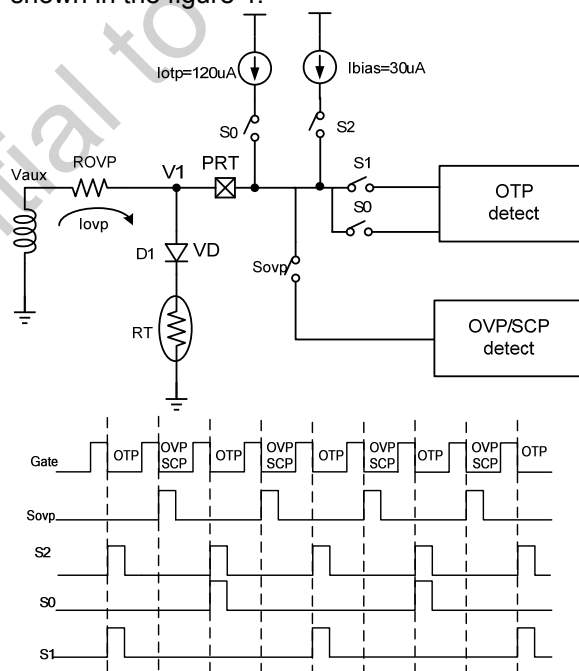 shown in the figure 4.
Iotp=120uA
Ibias=30uA
S0
S2
ROVP
V1
PRT
S1
Vaux
Iovp
S0
OTP
detect
D1
VD
Sovp
RT
OVP/SCP
detect
Gate
OTP
OVP
SCP
OTP
OVP
SCP
OTP
OVP
SCP
OTP
OVP
SCP
OTP
Sovp
S2
S0
S1